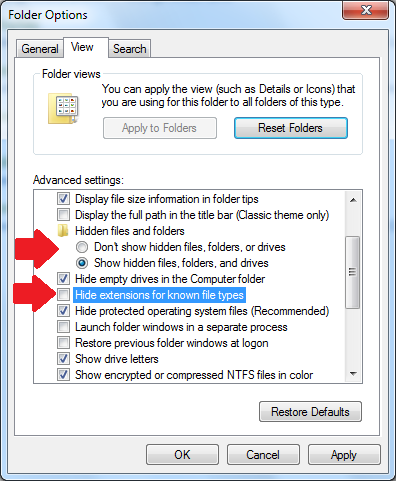 Folder Options
General
View
Search
Folder views
You can apply the view (such as Details or Icons) that
you are using for this folder to all folders of this type.
Apply to Folders
Reset Folders
Advanced settings:
Display file size information in folder tips
Display the full path in the title bar (Classic theme only)
Hidden files and folders
Don't show hidden files, folders, or drives
Show hidden files, folders, and drives
Hide empty drives in the Computer folder
Hide extensions for known file types
Hide protected operating system files (Recommended)
Launch folder windows in a separate process
Restore previous folder windows at logon
Show drive letters
Show encrypted or compressed NTFS files in color
Restore Defaults
OK
Cancel
Apply